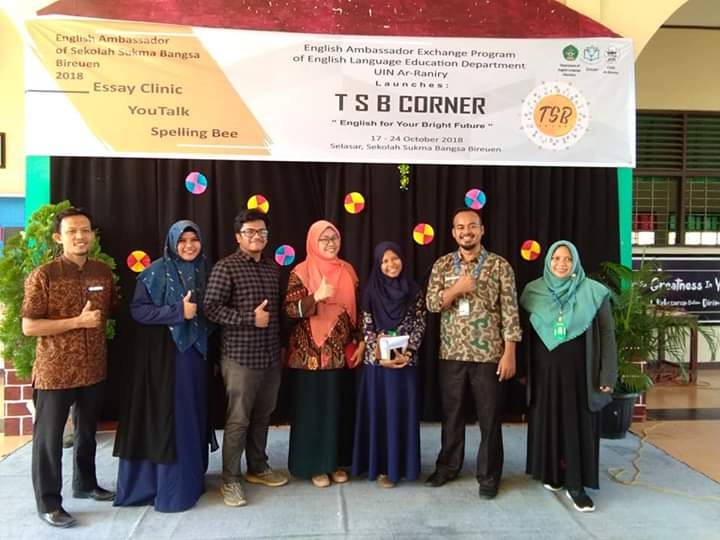 English Ambassador
of Sekolah Sukma Bangsa
Bireuen
2018
Essay Clinic
YouTalk
Spelling Bee
English Ambassador Exchange Program
of English Language Education Department
UIN Ar-Raniry
Launches:
T S B CORNER
" English for Your Bright Future "
17 - 24 October 2018
Selasar, Sekolah Sukma Bangsa Bireuen
TSB
Greatness in